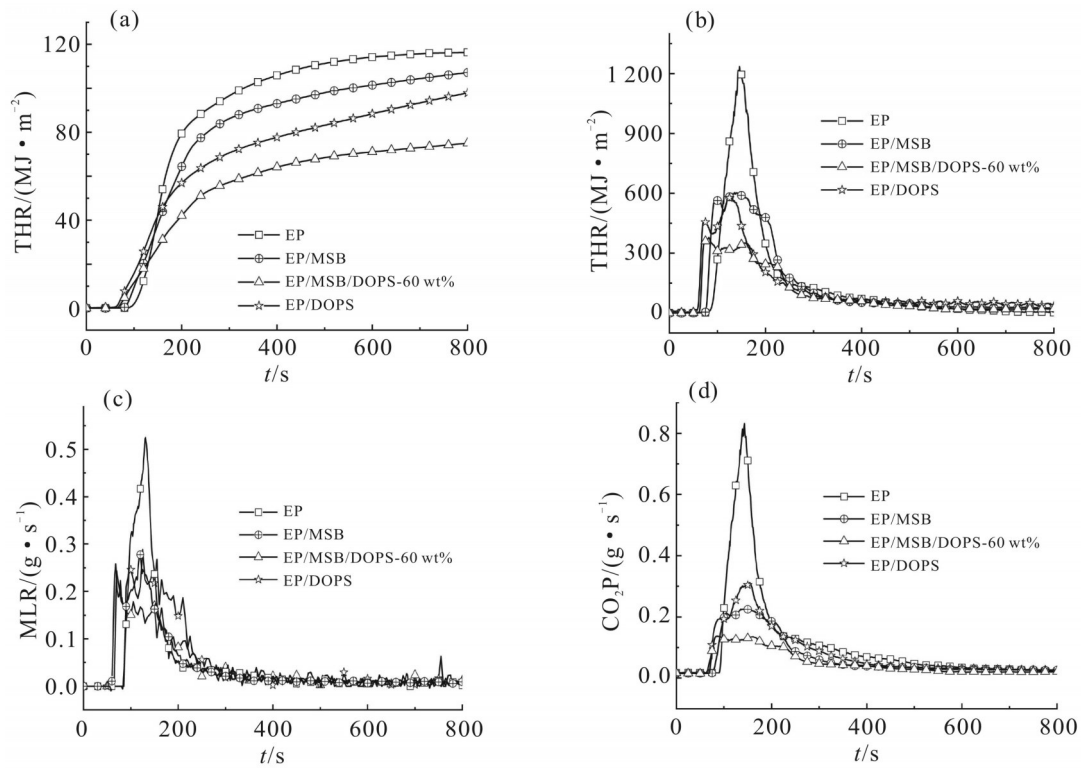 (a)
THR/(MJ·m⁻²)
120
80
40
0
EP
EP/MSB
EP/MSB/DOPS-60 wt%
EP/DOPS
0 200 400 600 800
t/s
(b)
THR/(MJ·m⁻²)
1 200
900
600
300
0
EP
EP/MSB
EP/MSB/DOPS-60 wt%
EP/DOPS
0 200 400 600 800
t/s
(c)
MLR/(g·s⁻¹)
0.5
0.4
0.3
0.2
0.1
0.0
EP
EP/MSB
EP/MSB/DOPS-60 wt%
EP/DOPS
0 200 400 600 800
t/s
(d)
CO₂P/(g·s⁻¹)
0.8
0.6
0.4
0.2
0.0
EP
EP/MSB
EP/MSB/DOPS-60 wt%
EP/DOPS
0 200 400 600 800
t/s